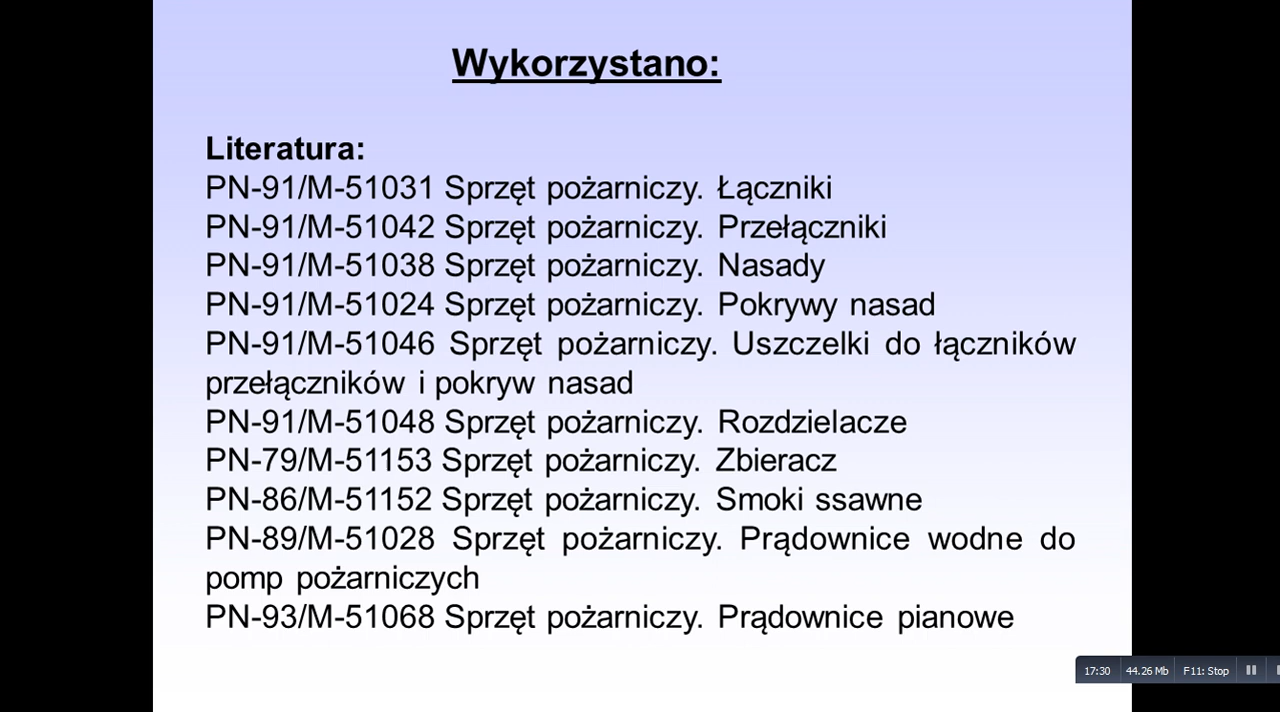 Wykorzystano:
Literatura:
PN-91/M-51031 Sprzęt pożarniczy. Łączniki
PN-91/M-51042 Sprzęt pożarniczy. Przełączniki
PN-91/M-51038 Sprzęt pożarniczy. Nasady
PN-91/M-51024 Sprzęt pożarniczy. Pokrywy nasad
PN-91/M-51046 Sprzęt pożarniczy. Uszczelki do łączników
przełączników i pokryw nasad
PN-91/M-51048 Sprzęt pożarniczy. Rozdzielacze
PN-79/M-51153 Sprzęt pożarniczy. Zbieracz
PN-86/M-51152 Sprzęt pożarniczy. Smoki ssawne
PN-89/M-51028 Sprzęt pożarniczy. Prądownice wodne do
pomp pożarniczych
PN-93/M-51068 Sprzęt pożarniczy. Prądownice pianowe
17:30 44.26 Mb F11: Stop